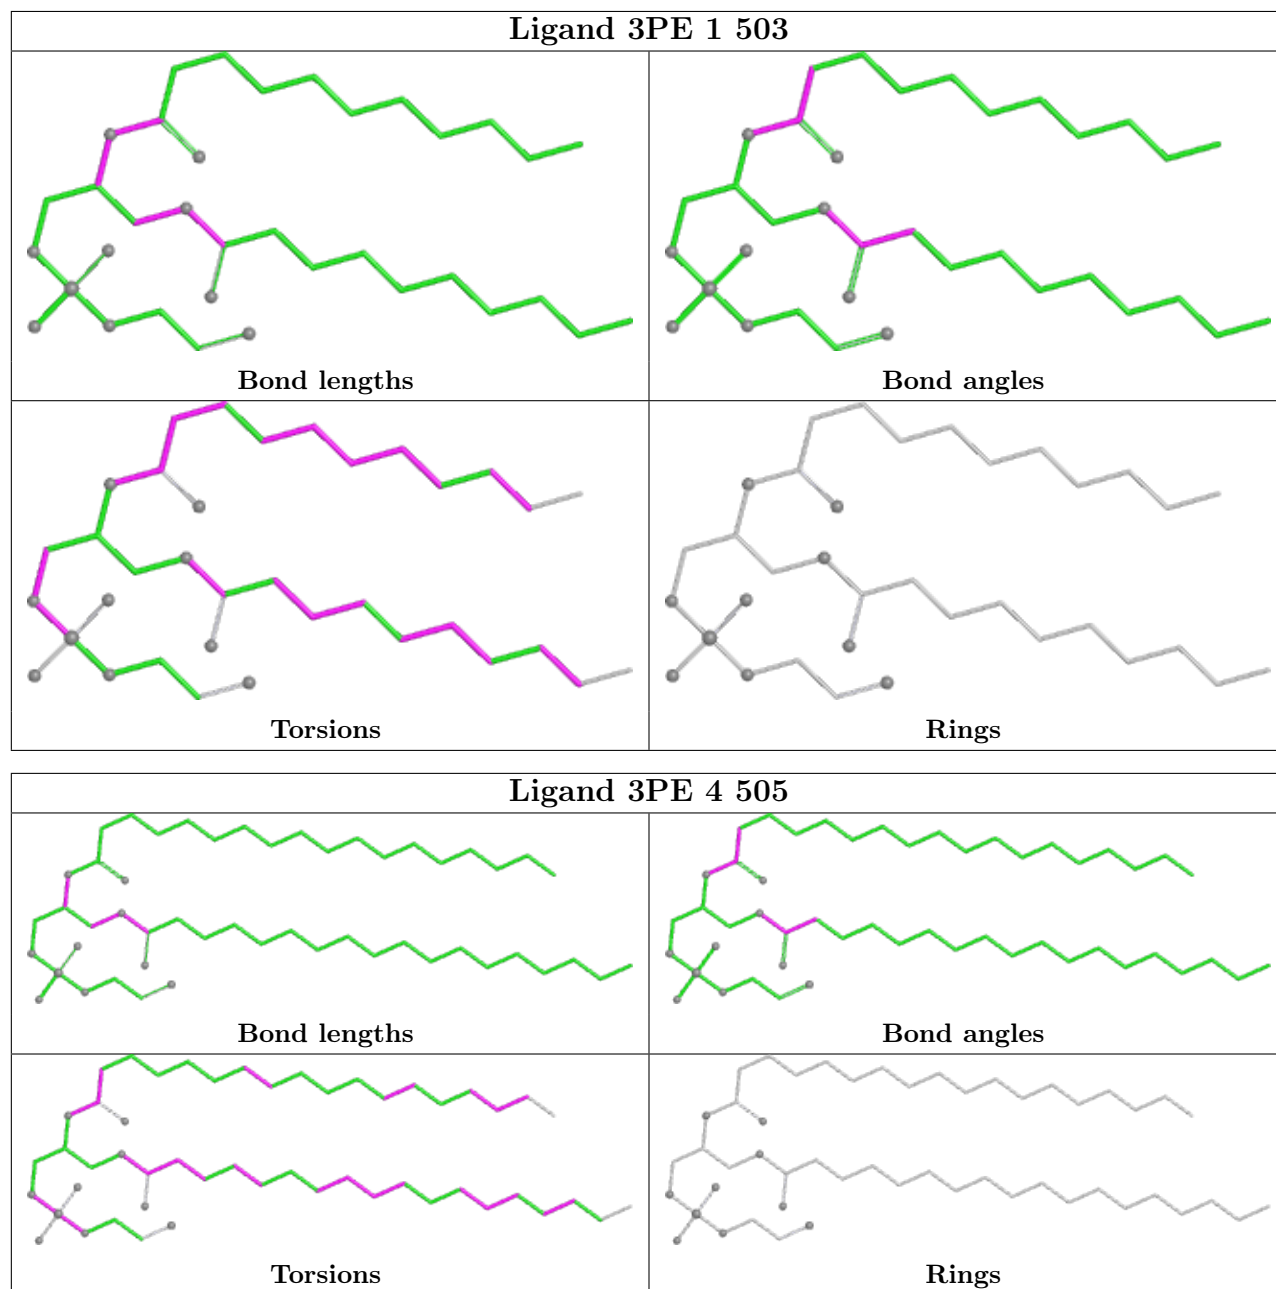 Ligand 3PE 1 503
Bond lengths
Bond angles
Torsions
Rings
Ligand 3PE 4 505
Bond lengths
Bond angles
Torsions
Rings